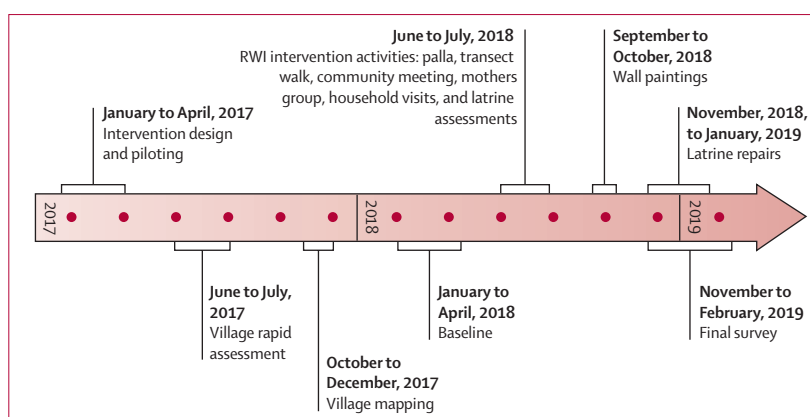 June to July, 2018
RWI intervention activities: palla, transect
walk, community meeting, mothers
group, household visits, and latrine
assessments
September to
October, 2018
Wall paintings
January to April, 2017
Intervention design
and piloting
November, 2018,
to January, 2019
Latrine repairs
2017
2018
2019
June to July,
2017
Village rapid
assessment
October to
December, 2017
Village mapping
January to
April, 2018
Baseline
November to
February, 2019
Final survey